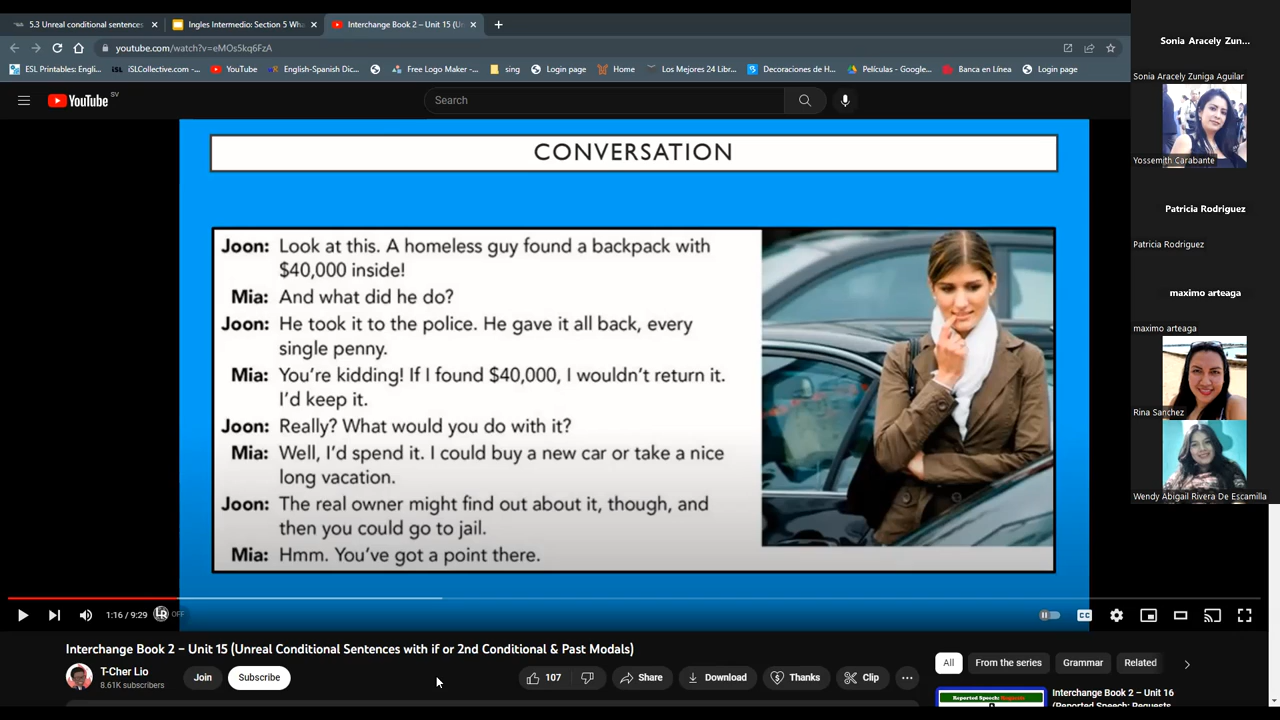 5.3 Unreal conditional sentences
Ingles Intermedio: Section 5 Wha
Interchange Book 2 – Unit 15 (U
youtube.com/watch?v=eMOs5kq6FzA
ESL Printables: Engli...
iSLCollective.com -...
YouTube
English-Spanish Dic...
Free Logo Maker -...
sing
Login page
Home
Los Mejores 24 Libr...
Decoraciones de H...
Películas - Google...
Banca en Línea
Login page
YouTube SV
Search
CONVERSATION
Joon: Look at this. A homeless guy found a backpack with
$40,000 inside!
Mia: And what did he do?
Joon: He took it to the police. He gave it all back, every
single penny.
Mia: You're kidding! If I found $40,000, I wouldn't return it.
I'd keep it.
Joon: Really? What would you do with it?
Mia: Well, I'd spend it. I could buy a new car or take a nice
long vacation.
Joon: The real owner might find out about it, though, and
then you could go to jail.
Mia: Hmm. You've got a point there.
1:16 / 9:29
OFF
CC
Interchange Book 2 – Unit 15 (Unreal Conditional Sentences with if or 2nd Conditional & Past Modals)
T-Cher Lio
8.61K subscribers
Join
Subscribe
107
Share
Download
Thanks
Clip
All
From the series
Grammar
Related
Interchange Book 2 – Unit 16
(Reported Speech: Requests
Sonia Aracely Zun...
Sonia Aracely Zuniga Aguilar
Yossemith Carabante
Patricia Rodriguez
Patricia Rodriguez
maximo arteaga
maximo arteaga
Rina Sanchez
Wendy Abigail Rivera De Escamilla